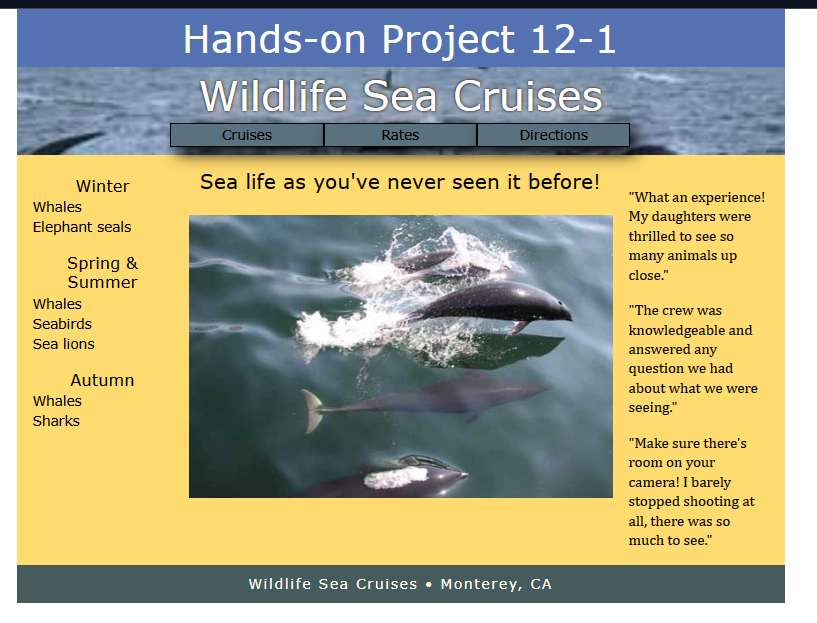 Hands-on Project 12-1
Wildlife Sea Cruises
Cruises
Rates
Directions
Winter
Whales
Elephant seals
Spring &
Summer
Whales
Seabirds
Sea lions
Autumn
Whales
Sharks
Sea life as you've never seen it before!
"What an experience!
My daughters were
thrilled to see so
many animals up
close."
"The crew was
knowledgeable and
answered any
question we had
about what we were
seeing."
"Make sure there's
room on your
camera! I barely
stopped shooting at
all, there was so
much to see."
Wildlife Sea Cruises • Monterey, CA